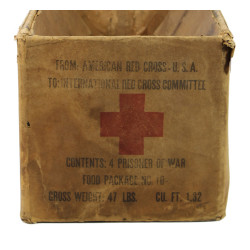 FROM: AMERICAN RED CROSS-U.S.A
TO: INTERNATIONAL RED CROSS COMMITTEE
CONTENTS: 4 PRISONER OF WAR
FOOD PACKAGE NO. 10
GROSS WEIGHT: 47 LBS. CU. FT. 1.32